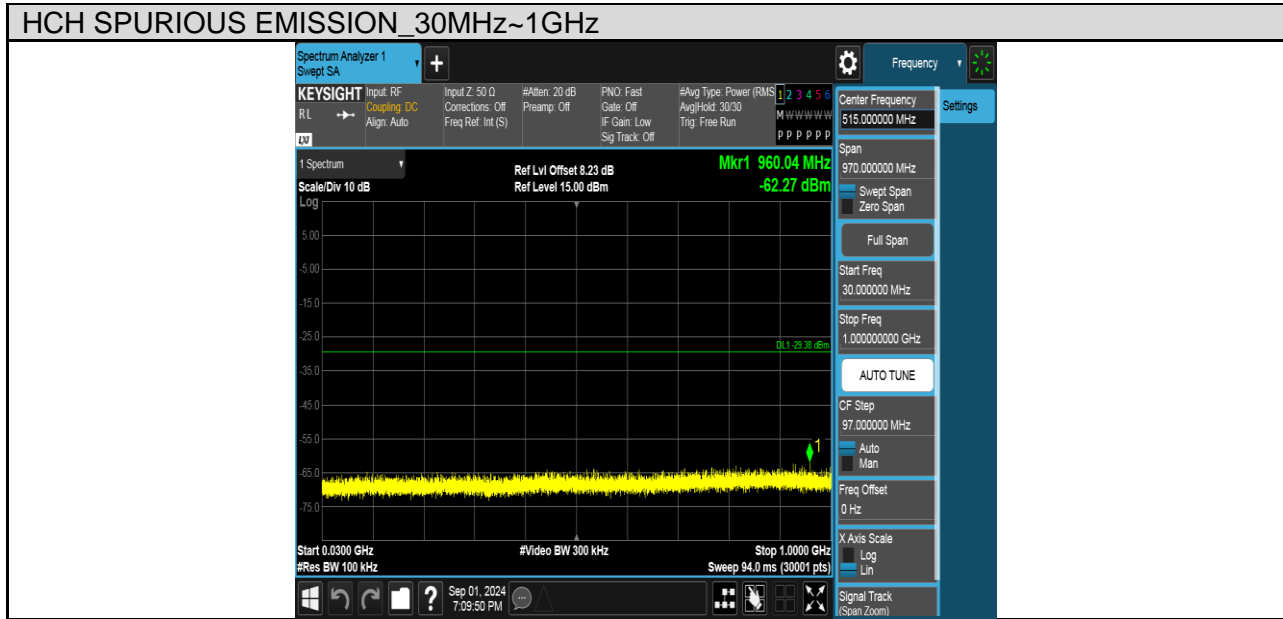 HCH SPURIOUS EMISSION_30MHz~1GHz
Spectrum Analyzer 1
Swept SA
Frequency
KEYSIGHT
RL
LXI
Input: RF
Coupling: DC
Align: Auto
Input Z: 50 Ω
Corrections: Off
Freq Ref: Int (S)
#Atten: 20 dB
Preamp: Off
PNO: Fast
Gate: Off
IF Gain: Low
Sig Track: Off
#Avg Type: Power (RMS
Avg|Hold: 30/30
Trig: Free Run
1 2 3 4 5 6
M W W W W W
P P P P P P
Center Frequency
515.000000 MHz
Settings
1 Spectrum
Scale/Div 10 dB
Log
Ref Lvl Offset 8.23 dB
Ref Level 15.00 dBm
Mkr1 960.04 MHz
-62.27 dBm
Span
970.000000 MHz
Swept Span
Zero Span
Full Span
Start Freq
30.000000 MHz
Stop Freq
1.000000000 GHz
AUTO TUNE
CF Step
97.000000 MHz
Auto
Man
Freq Offset
0 Hz
X Axis Scale
Log
Lin
Signal Track
(Span Zoom)
5.00
-5.00
-15.0
-25.0
DL1 -29.38 dBm
-35.0
-45.0
-55.0
1
-65.0
-75.0
Start 0.0300 GHz
#Video BW 300 kHz
Stop 1.0000 GHz
#Res BW 100 kHz
Sweep 94.0 ms (30001 pts)
?
Sep 01, 2024
7:09:50 PM